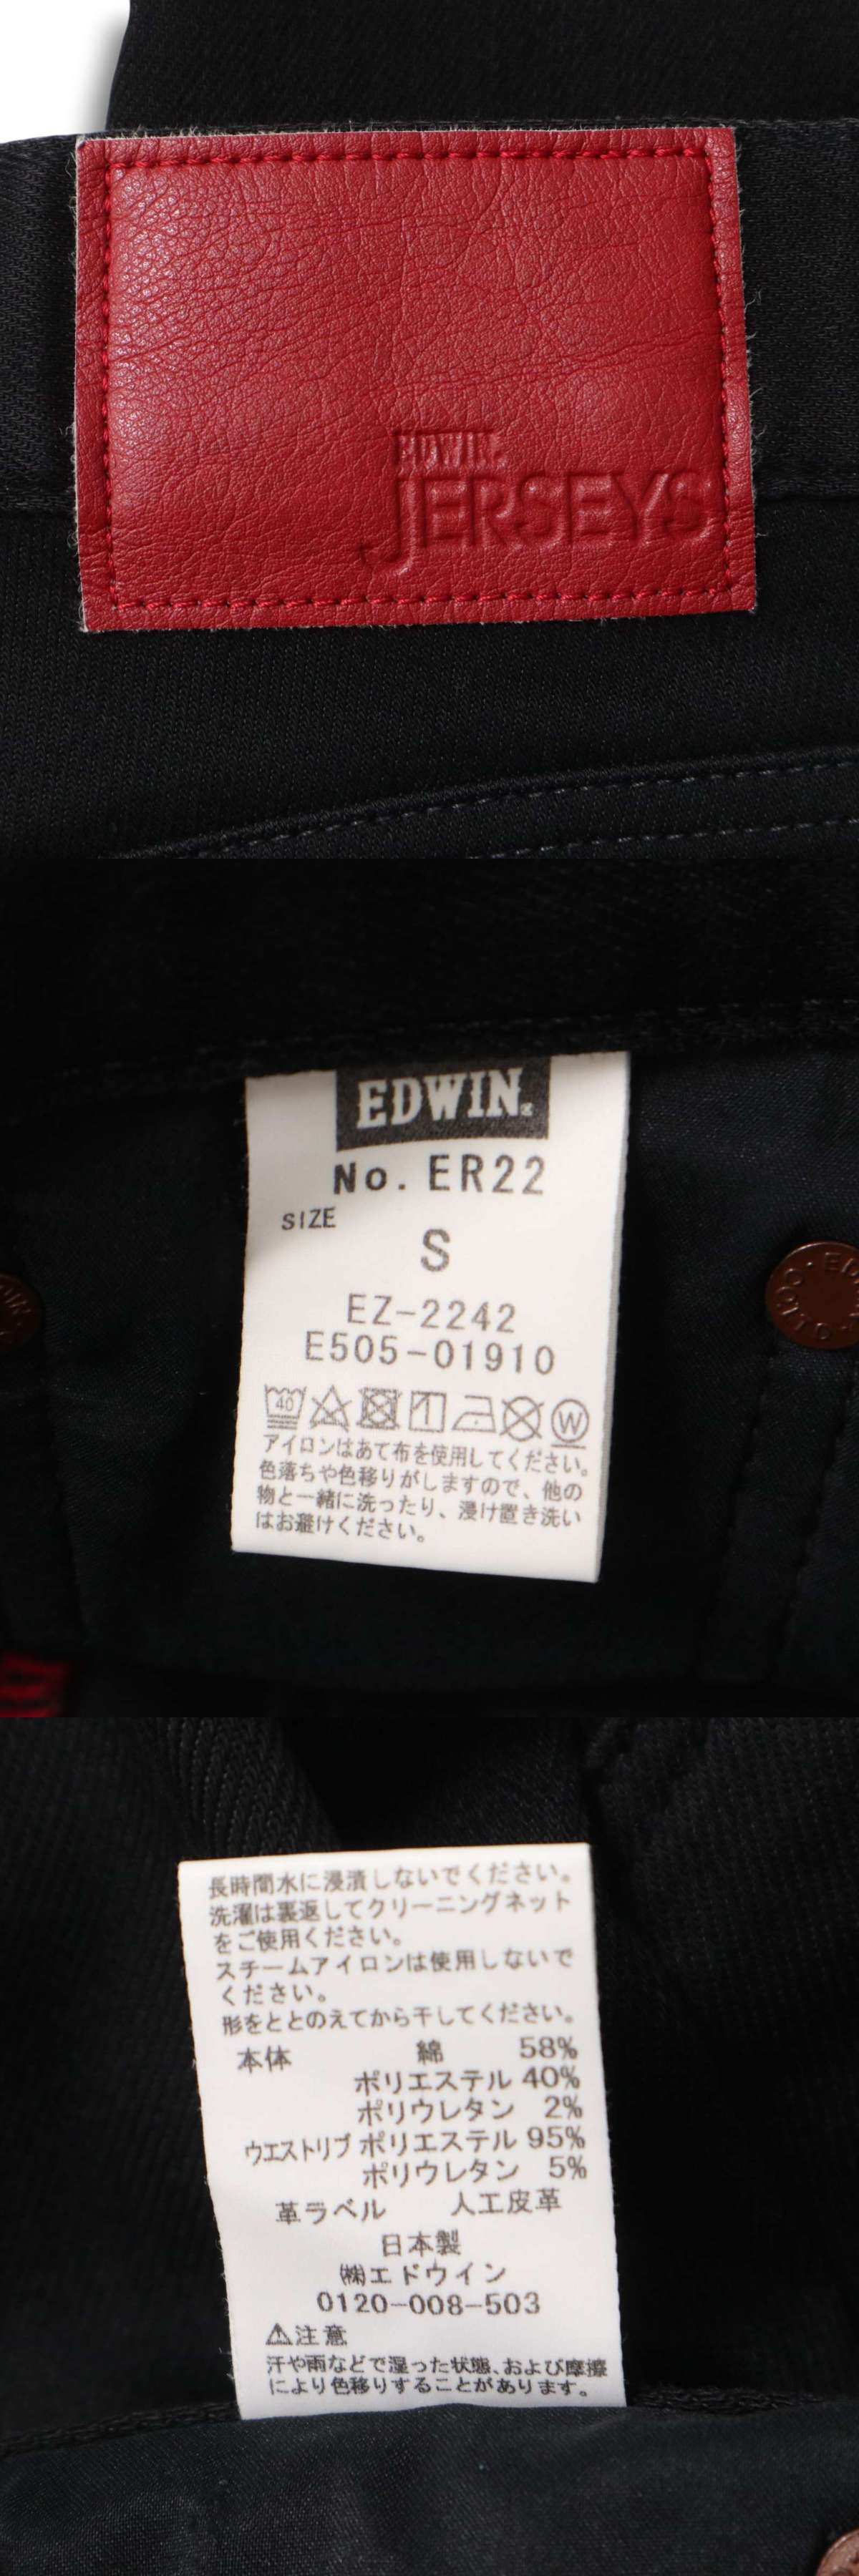 EDWIN.
JERSEYS
EDWIN.
No. ER22
SIZE
S
EZ-2242
E505-01910
40 W
アイロンはあて布を使用してください。
色落ちや色移りがしますので、他の
物と一緒に洗ったり、浸け置き洗い
はお避けください。
長時間水に浸漬しないでください。
洗濯は裏返してクリーニングネット
をご使用ください。
スチームアイロンは使用しないで
ください。
形をととのえてから干してください。
本体 綿 58%
ポリエステル 40%
ポリウレタン 2%
ウエストリブ ポリエステル 95%
ポリウレタン 5%
革ラベル 人工皮革
日本製
㈱エドウイン
0120-008-503
⚠注意
汗や雨などで湿った状態、および摩擦
により色移りすることがあります。